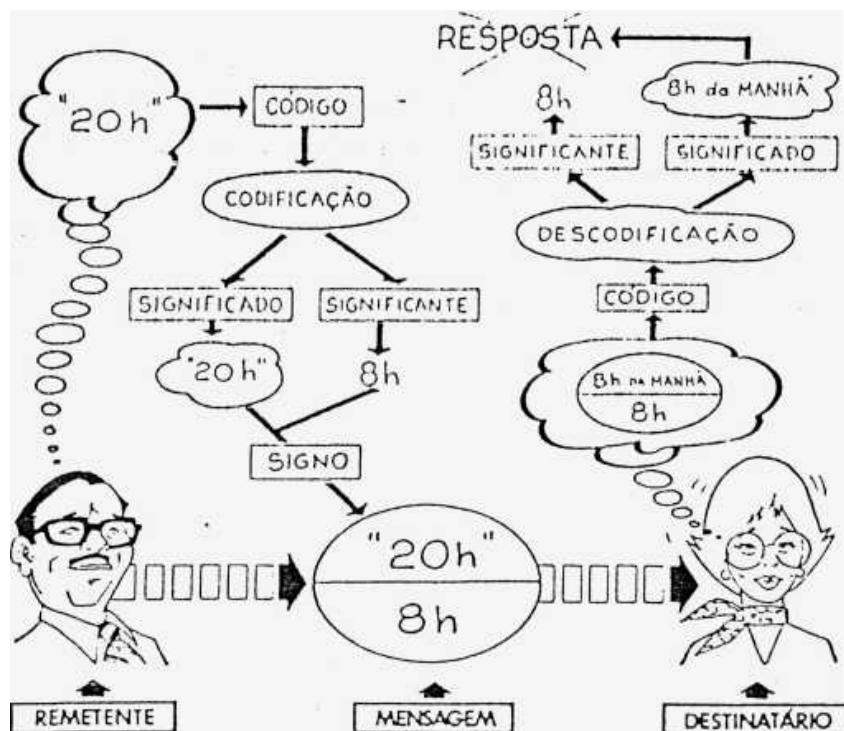 RESPOSTA
"20h"
CÓDIGO
8h
8h da MANHÃ
SIGNIFICANTE
SIGNIFICADO
CODIFICAÇÃO
DESCODIFICAÇÃO
SIGNIFICADO
SIGNIFICANTE
CÓDIGO
"20h"
8h
8h DA MANHÃ
8h
SIGNO
"20h"
8h
REMETENTE
MENSAGEM
DESTINATÁRIO